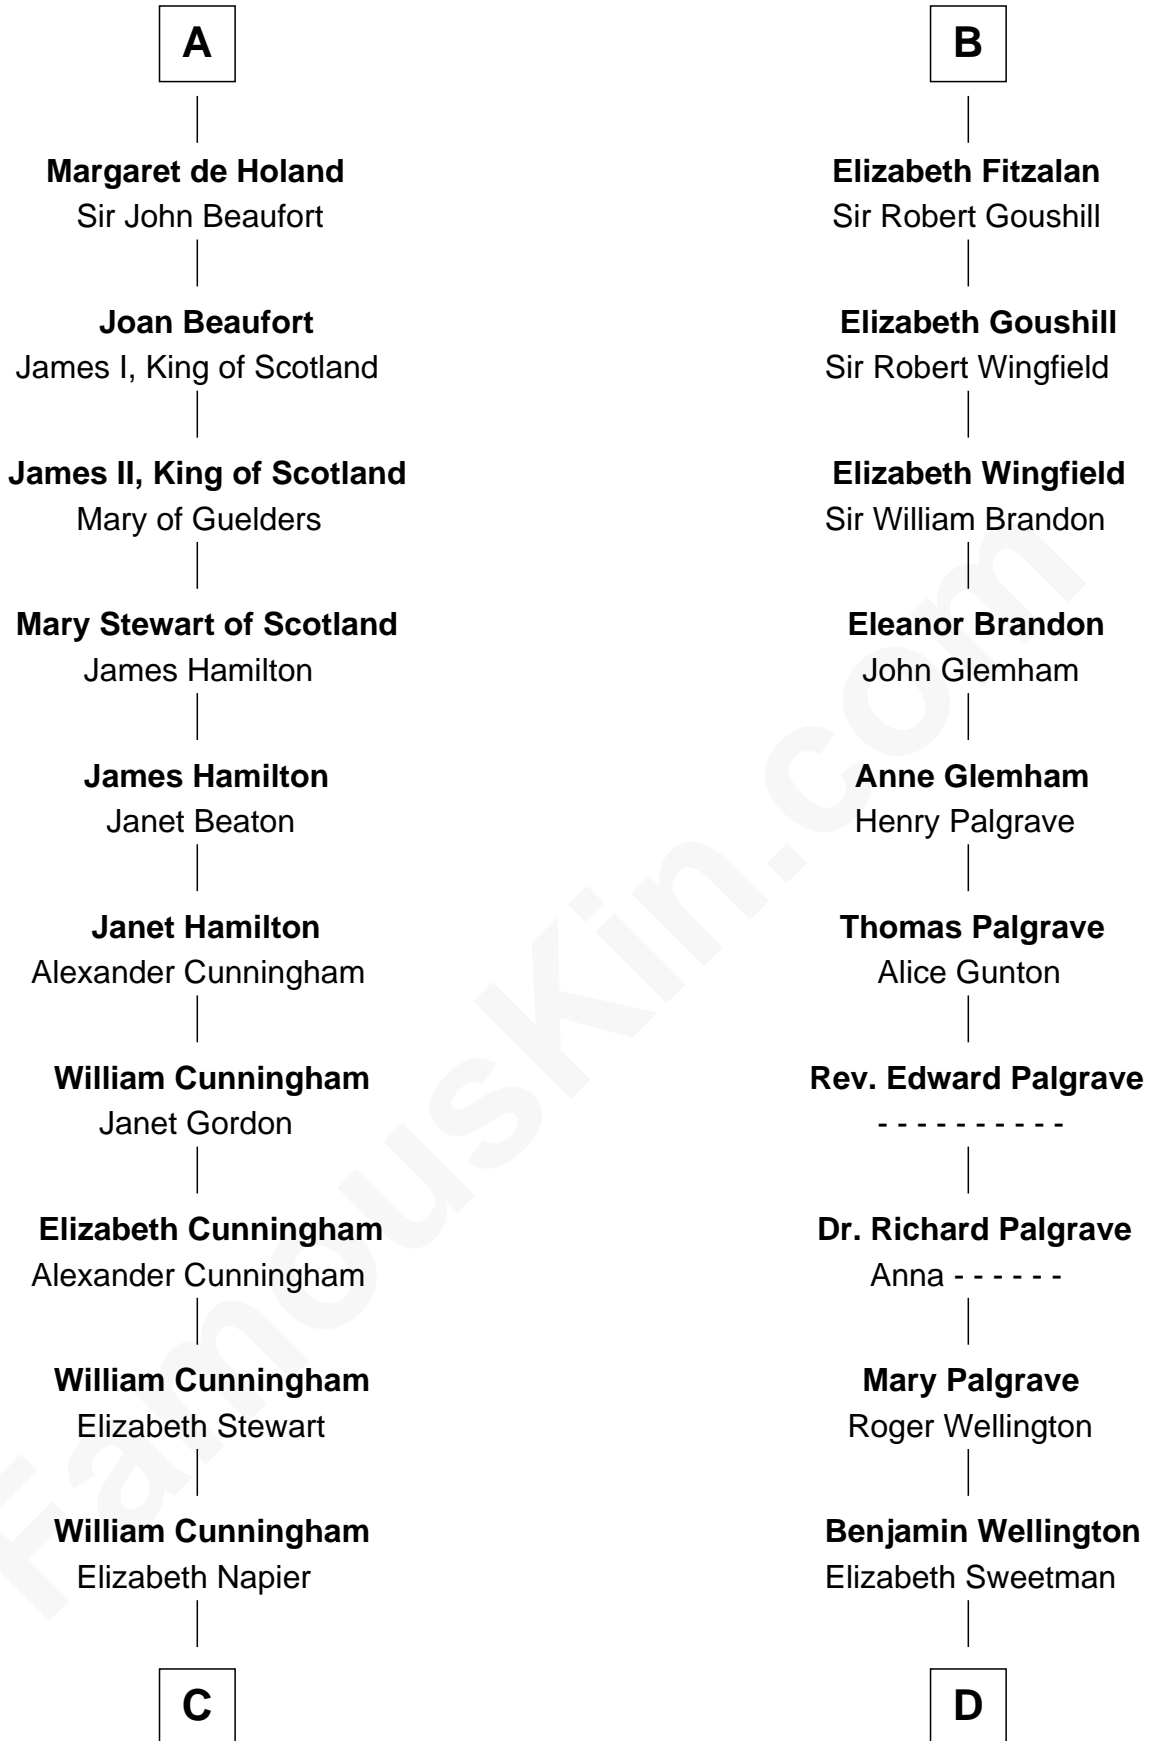 A
Margaret de Holand
Sir John Beaufort
Joan Beaufort
James I, King of Scotland
James II, King of Scotland
Mary of Guelders
Mary Stewart of Scotland
James Hamilton
James Hamilton
Janet Beaton
Janet Hamilton
Alexander Cunningham
William Cunningham
Janet Gordon
Elizabeth Cunningham
Alexander Cunningham
William Cunningham
Elizabeth Stewart
William Cunningham
Elizabeth Napier
C
B
Elizabeth Fitzalan
Sir Robert Goushill
Elizabeth Goushill
Sir Robert Wingfield
Elizabeth Wingfield
Sir William Brandon
Eleanor Brandon
John Glemham
Anne Glemham
Henry Palgrave
Thomas Palgrave
Alice Gunton
Rev. Edward Palgrave
- - - - - - - - - -
Dr. Richard Palgrave
Anna - - - - - -
Mary Palgrave
Roger Wellington
Benjamin Wellington
Elizabeth Sweetman
D
FamousKin.com